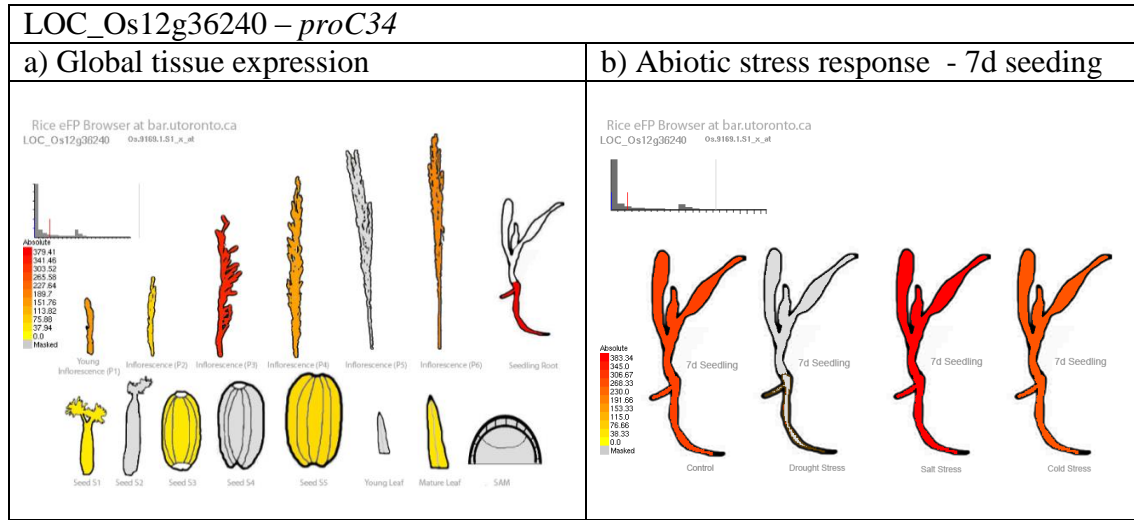 LOC_Os12g36240 – proC34
a) Global tissue expression
b) Abiotic stress response - 7d seeding
Rice eFP Browser at bar.utoronto.ca
LOC_Os12g36240 Os.9169.1.S1_x_at
Absolute
379.41
341.46
303.52
265.58
227.64
189.7
151.76
113.82
75.88
37.94
0.0
Masked
Young
Inflorescence (P1)
Inflorescence (P2)
Inflorescence (P3)
Inflorescence (P4)
Inflorescence (P5)
Inflorescence (P6)
Seedling Root
Seed S1
Seed S2
Seed S3
Seed S4
Seed S5
Young Leaf
Mature Leaf
SAM
Rice eFP Browser at bar.utoronto.ca
LOC_Os12g36240 Os.9169.1.S1_x_at
Absolute
383.34
345.0
306.67
268.33
230.0
191.66
153.33
115.0
76.66
38.33
0.0
Masked
7d Seedling
7d Seedling
7d Seedling
7d Seedling
Control
Drought Stress
Salt Stress
Cold Stress